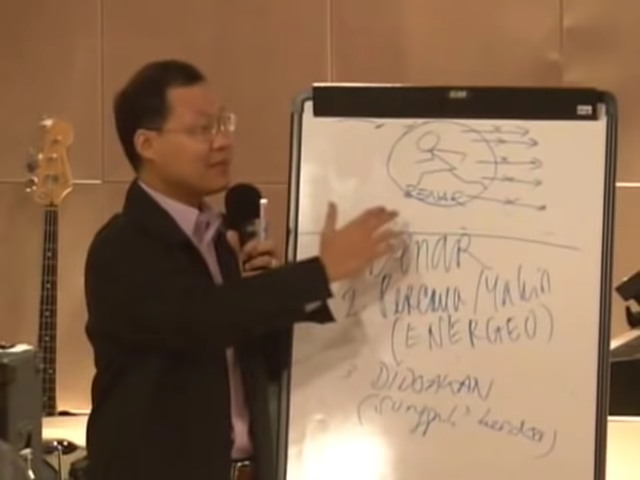 BENAR
BENAR
2. PERCAYA/YAKIN
(ENERGEO)
3 DIDOAKAN